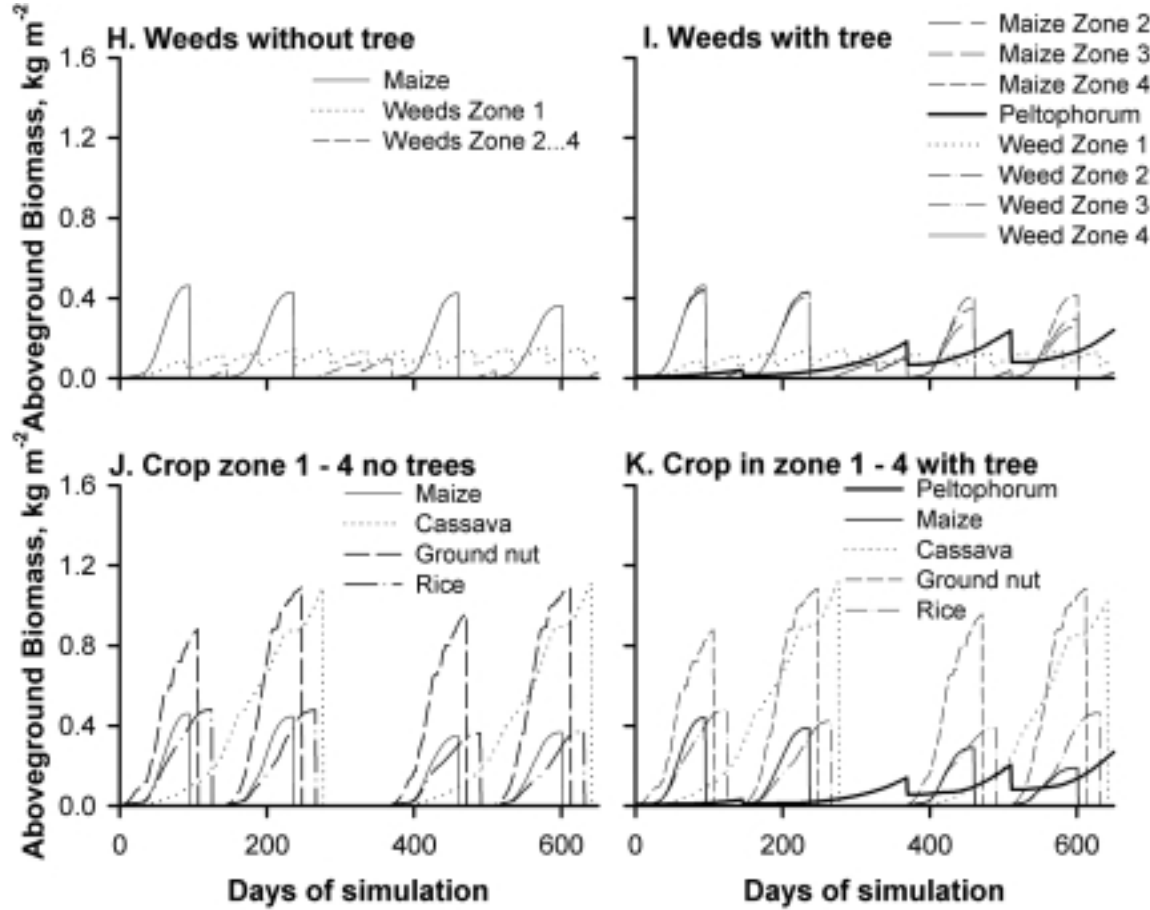 H. Weeds without tree
Maize
Weeds Zone 1
Weeds Zone 2...4
I. Weeds with tree
Maize Zone 2
Maize Zone 3
Maize Zone 4
Peltophorum
Weed Zone 1
Weed Zone 2
Weed Zone 3
Weed Zone 4
Aboveground Biomass, kg m-2
1.6
1.2
0.8
0.4
0.0
200
400
600
J. Crop zone 1 - 4 no trees
Maize
Cassava
Ground nut
Rice
K. Crop in zone 1 - 4 with tree
Peltophorum
Maize
Cassava
Ground nut
Rice
Aboveground Biomass, kg m-2
1.6
1.2
0.8
0.4
0.0
0 200 400 600
0 200 400 600
Days of simulation
Days of simulation